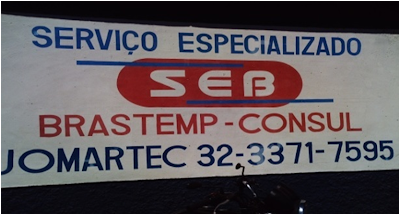 SERVIÇO ESPECIALIZADO
SEB
BRASTEMP - CONSUL
JOMARTEC 32-3371-7595